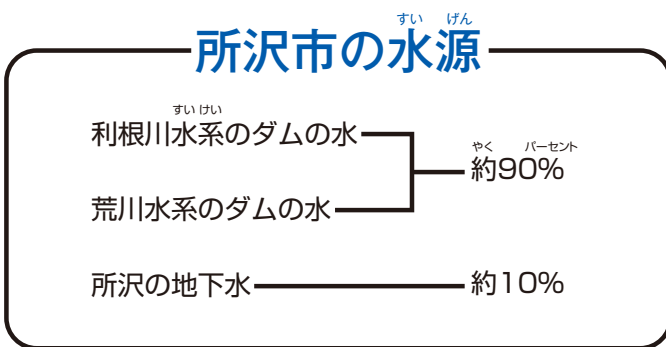 すい げん
所沢市の水源
すいけい
利根川水系のダムの水
やく パーセント
約90%
荒川水系のダムの水
所沢の地下水
約10%